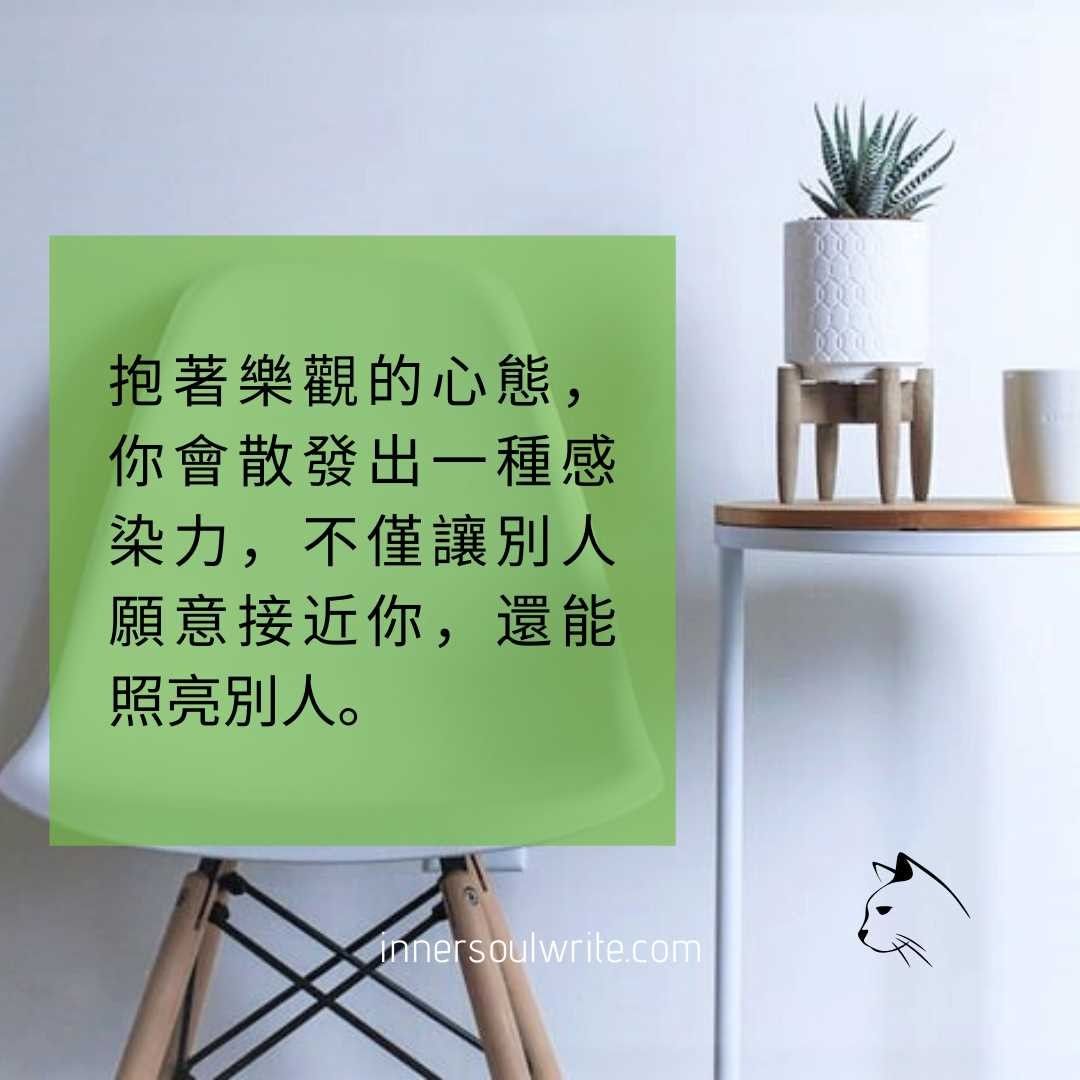 抱著樂觀的心態，
你會散發出一種感
染力，不僅讓別人
願意接近你，還能
照亮別人。
innersoulwrite.com